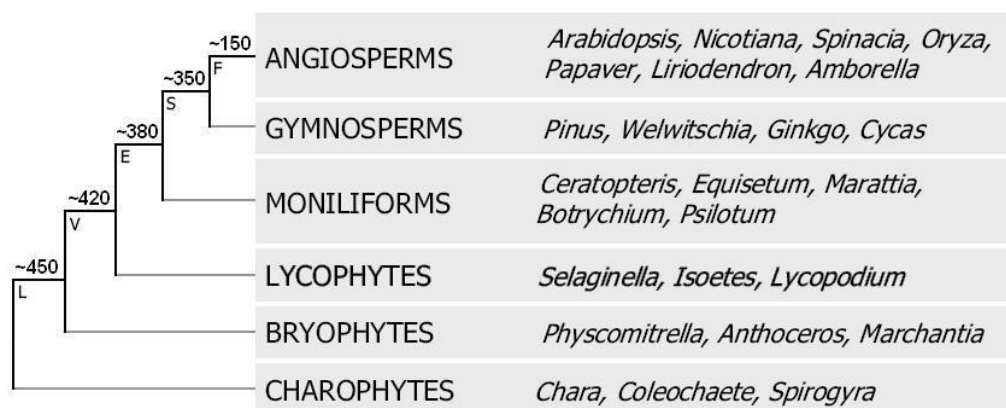 ~150
F
ANGIOSPERMS
Arabidopsis, Nicotiana, Spinacia, Oryza,
Papaver, Liriodendron, Amborella
~350
S
GYMNOSPERMS
Pinus, Welwitschia, Ginkgo, Cycas
~380
E
MONILIFORMS
Ceratopteris, Equisetum, Marattia,
Botrychium, Psilotum
~420
V
LYCOPHYTES
Selaginella, Isoetes, Lycopodium
~450
L
BRYOPHYTES
Physcomitrella, Anthoceros, Marchantia
CHAROPHYTES
Chara, Coleochaete, Spirogyra